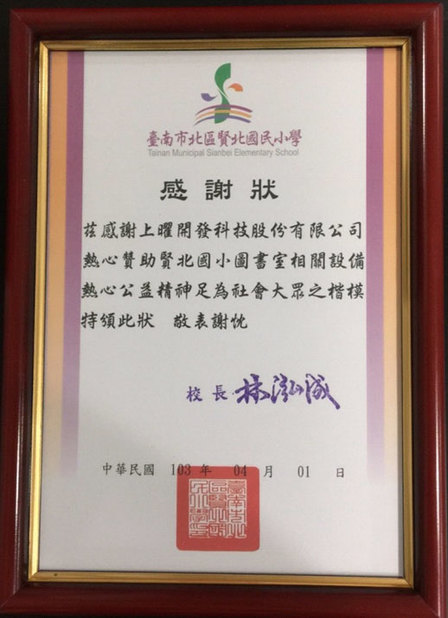 臺南市北區賢北國民小學
Tainan Municipal Sianbei Elementary School
感謝狀
茲感謝上曜開發科技股份有限公司
熱心贊助賢北國小圖書室相關設備
熱心公益精神足為社會大眾之楷模
特頒此狀　敬表謝忱
校長 林泓成
中華民國 103 年 04 月 01 日